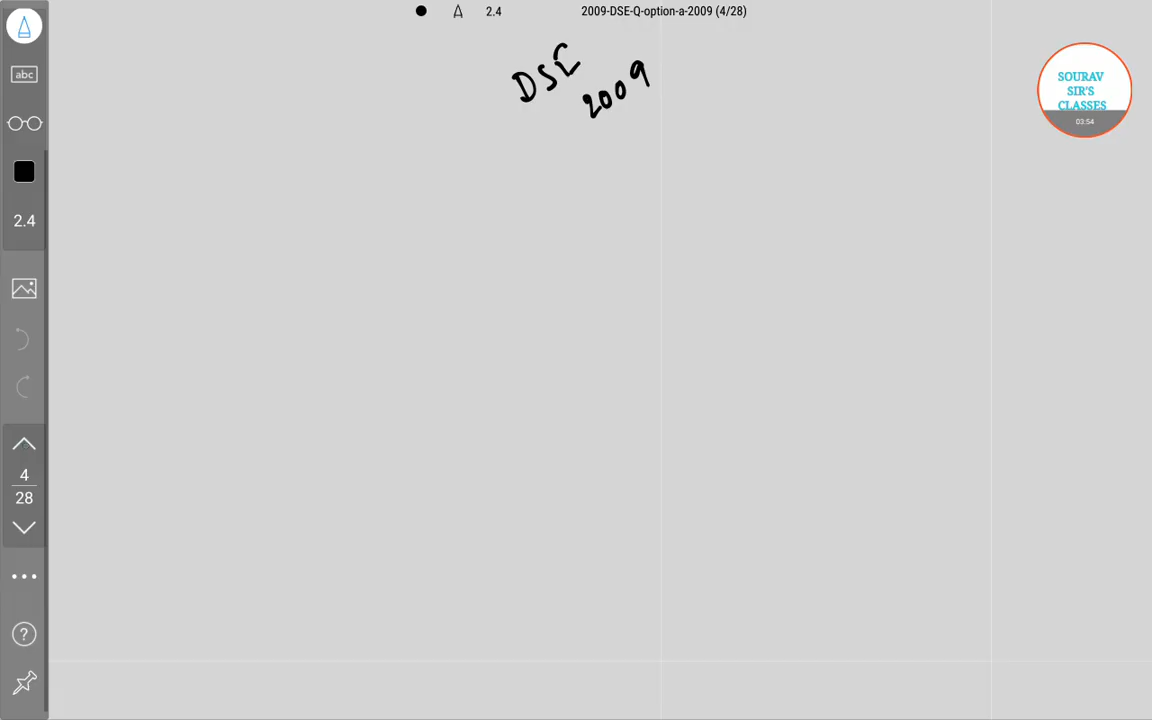 2.4
2009-DSE-Q-option-a-2009 (4/28)
DSE
2009
SOURAV
SIR'S
CLASSES
03:54
abc
2.4
4
28
?